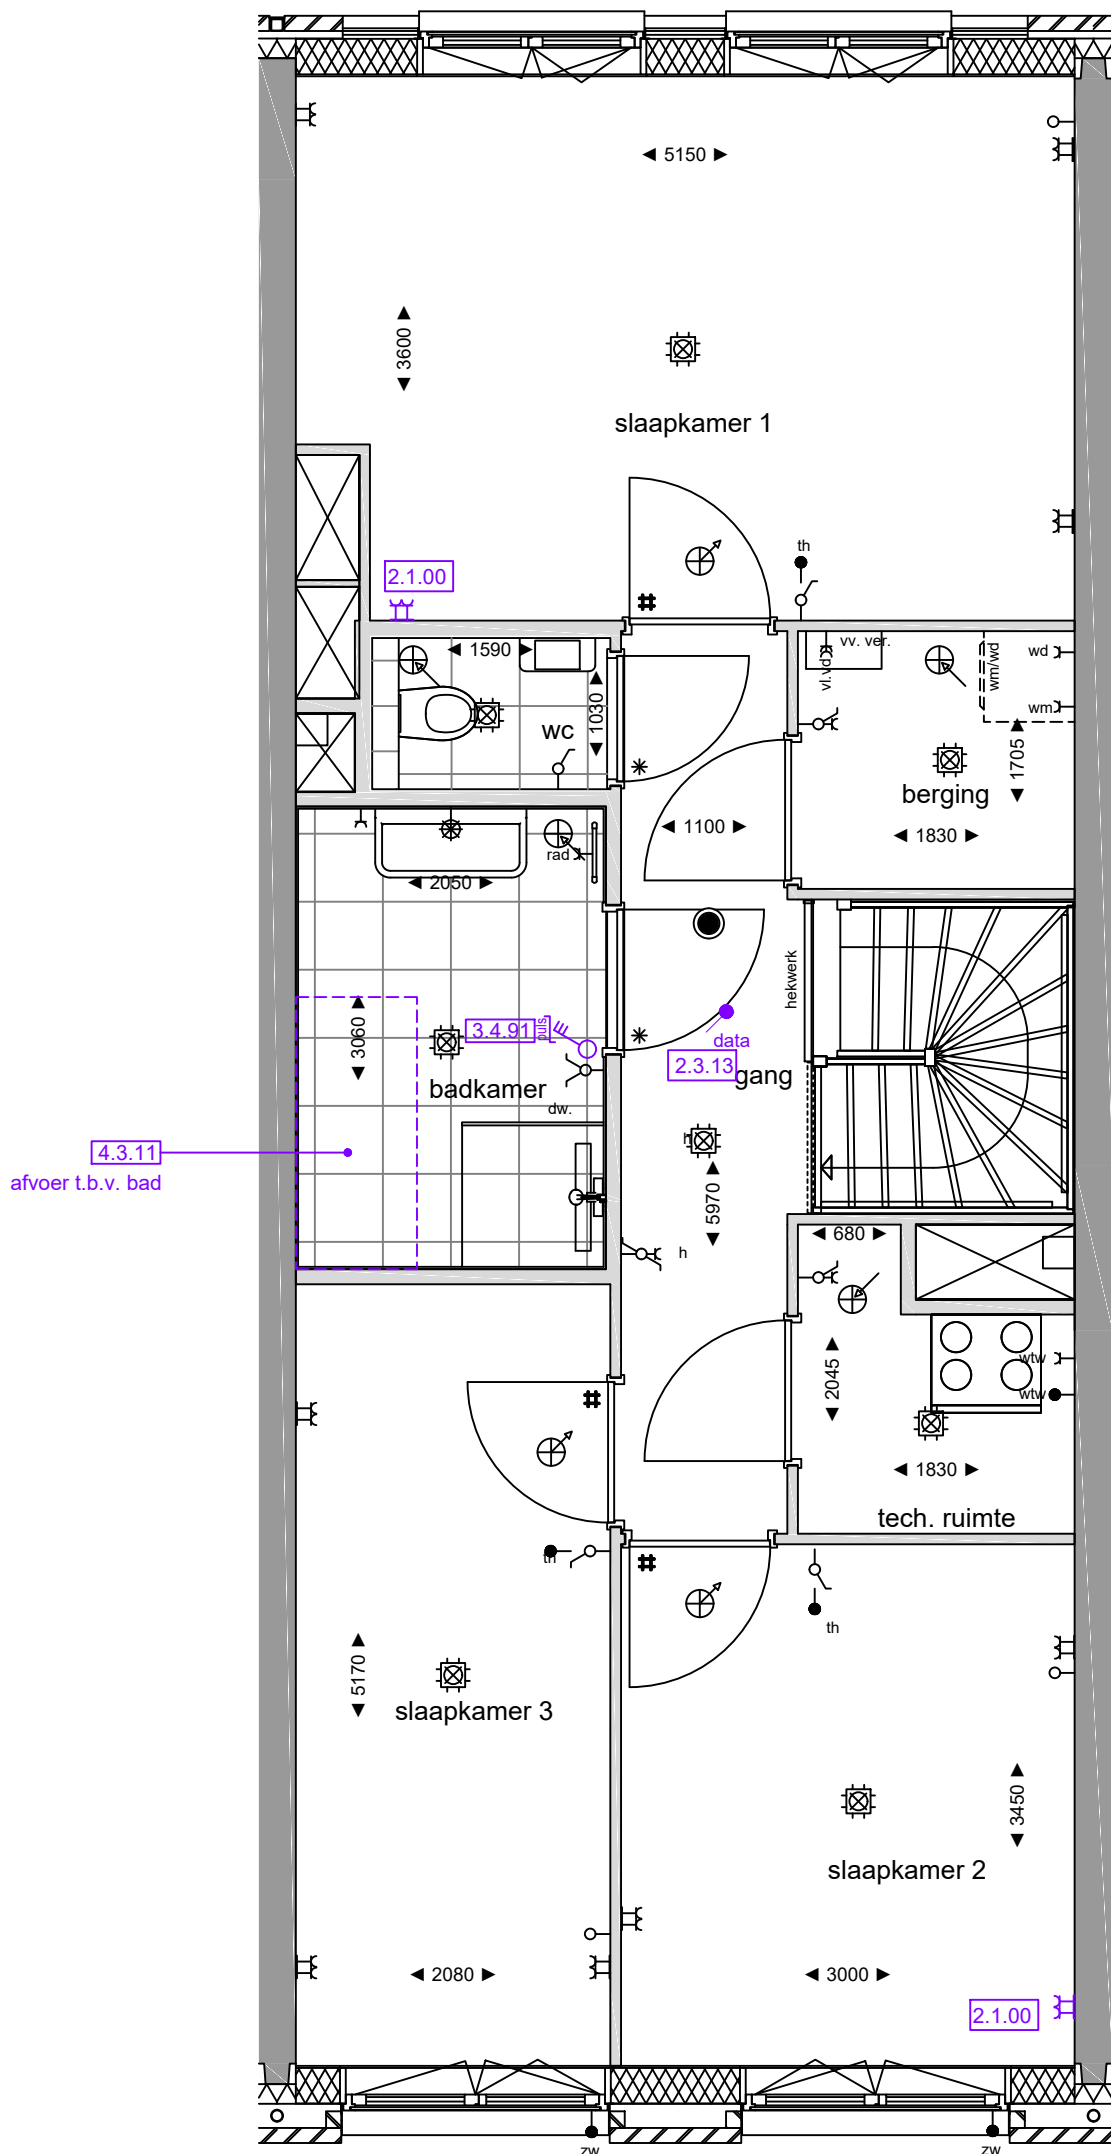 5150
3600
slaapkamer 1
2.1.00
th
1590
1030
wc
vv. ver.
vl.vd
wm/wd
wd
wm
1705
berging
1830
1100
rad
2050
hekwerk
3060
3.4.91
puls.
data
2.3.13
gang
badkamer
dw.
4.3.11
afvoer t.b.v. bad
h
5970
h
680
2045
wtw
wtw
1830
tech. ruimte
th
th
5170
slaapkamer 3
3450
slaapkamer 2
2080
3000
2.1.00
zw
zw